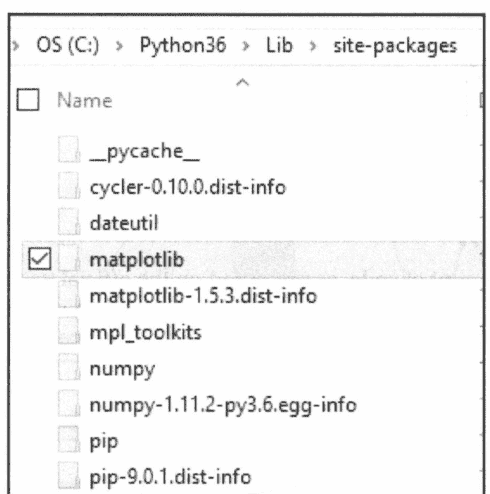 OS (C:) > Python36 > Lib > site-packages
Name
__pycache__
cycler-0.10.0.dist-info
dateutil
matplotlib
matplotlib-1.5.3.dist-info
mpl_toolkits
numpy
numpy-1.11.2-py3.6.egg-info
pip
pip-9.0.1.dist-info